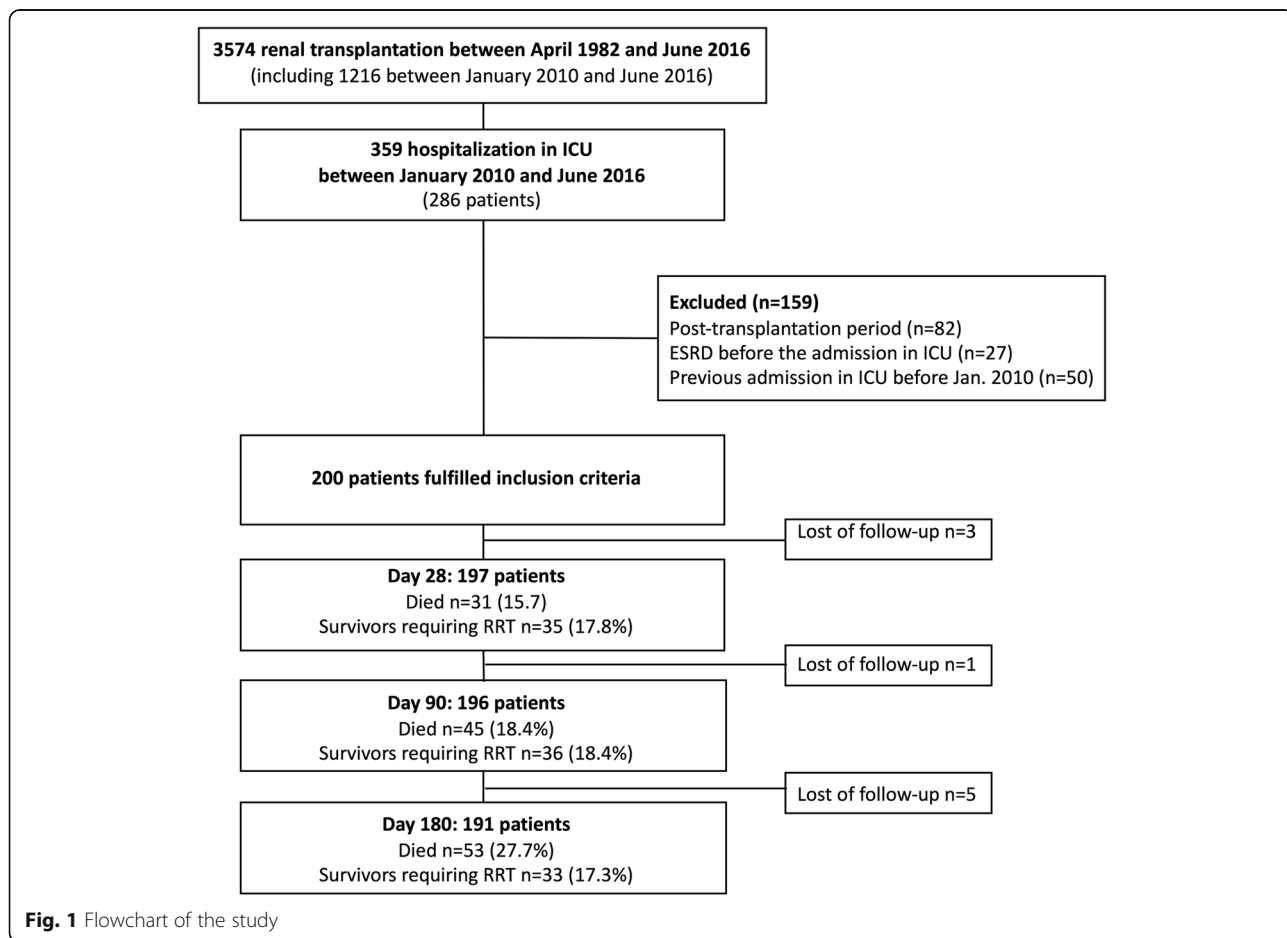 3574 renal transplantation between April 1982 and June 2016
(including 1216 between January 2010 and June 2016)
359 hospitalization in ICU
between January 2010 and June 2016
(286 patients)
Excluded (n=159)
Post-transplantation period (n=82)
ESRD before the admission in ICU (n=27)
Previous admission in ICU before Jan. 2010 (n=50)
200 patients fulfilled inclusion criteria
Lost of follow-up n=3
Day 28: 197 patients
Died n=31 (15.7)
Survivors requiring RRT n=35 (17.8%)
Lost of follow-up n=1
Day 90: 196 patients
Died n=45 (18.4%)
Survivors requiring RRT n=36 (18.4%)
Lost of follow-up n=5
Day 180: 191 patients
Died n=53 (27.7%)
Survivors requiring RRT n=33 (17.3%)
Fig. 1 Flowchart of the study